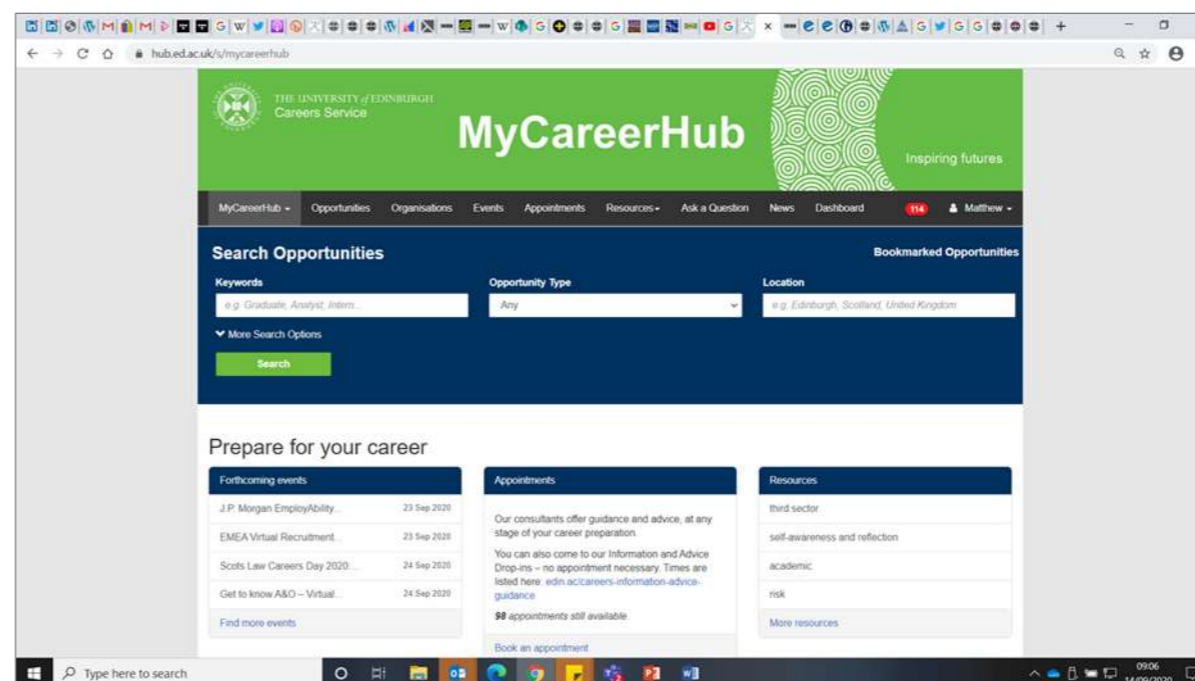 hub.ed.ac.uk/s/mycareerhub
THE UNIVERSITY of EDINBURGH
Careers Service
MyCareerHub
Inspiring futures
MyCareerHub Opportunities Organisations Events Appointments Resources Ask a Question News Dashboard 114 Matthew
Search Opportunities Bookmarked Opportunities
Keywords Opportunity Type Location
e.g. Graduate, Analyst, Intern... Any e.g. Edinburgh, Scotland, United Kingdom
More Search Options
Search
Prepare for your career
Forthcoming events
J.P. Morgan EmployAbility... 23 Sep 2020
EMEA Virtual Recruitment... 23 Sep 2020
Scots Law Careers Day 2020:... 24 Sep 2020
Get to know A&O – Virtual... 24 Sep 2020
Find more events
Appointments
Our consultants offer guidance and advice, at any
stage of your career preparation.
You can also come to our Information and Advice
Drop-ins – no appointment necessary. Times are
listed here: edin.ac/careers-information-advice-
guidance
98 appointments still available
Book an appointment
Resources
third sector
self-awareness and reflection
academic
risk
More resources
Type here to search
09:06
14/09/2020